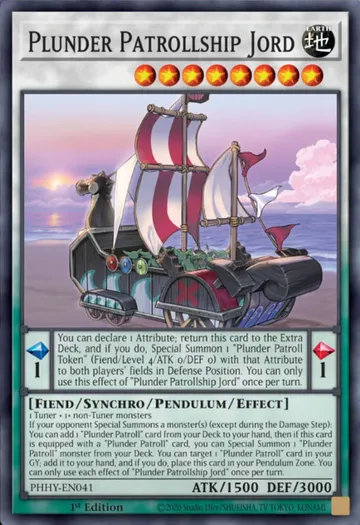 PLUNDER PATROLLSHIP JORD
EARTH
地
You can declare 1 Attribute; return this card to the Extra
Deck, and if you do, Special Summon 1 "Plunder Patroll
Token" (Fiend/Level 4/ATK 0/DEF 0) with that Attribute
to both players' fields in Defense Position. You can only
use this effect of "Plunder Patrollship Jord" once per turn.
1
1
[FIEND/SYNCHRO/PENDULUM/EFFECT]
1 Tuner + 1+ non-Tuner monsters
If your opponent Special Summons a monster(s) (except during the Damage Step):
You can add 1 "Plunder Patroll" card from your Deck to your hand, then if this card
is equipped with a "Plunder Patroll" card, you can Special Summon 1 "Plunder
Patroll" monster from your Deck. You can target 1 "Plunder Patroll" card in your
GY; add it to your hand, and if you do, place this card in your Pendulum Zone. You
can only use each effect of "Plunder Patrollship Jord" once per turn.
ATK/1500 DEF/3000
PHHY-EN041
1st Edition
©2020 Studio Dice/SHUEISHA, TV TOKYO, KONAMI